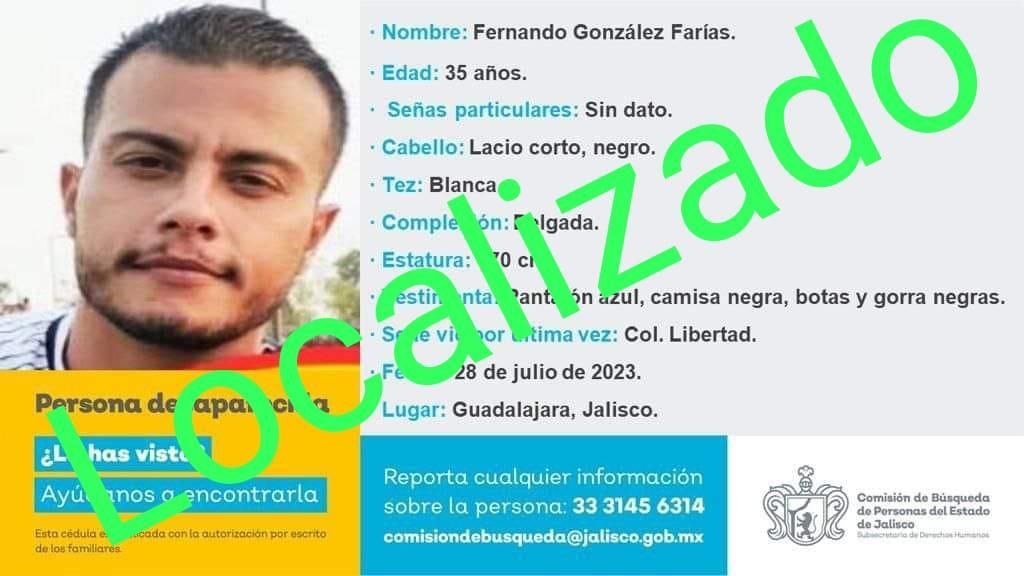 · Nombre: Fernando González Farías.
· Edad: 35 años.
· Señas particulares: Sin dato.
· Cabello: Lacio corto, negro.
· Tez: Blanca
· Complexión: Delgada.
· Estatura: 70 cm
· Vestimenta: Pantalón azul, camisa negra, botas y gorra negras.
· Se le vio por última vez: Col. Libertad.
· Fecha: 28 de julio de 2023.
· Lugar: Guadalajara, Jalisco.
Localizado
Persona desaparecida
¿La has visto?
Ayúdanos a encontrarla
Esta cédula es publicada con la autorización por escrito
de los familiares.
Reporta cualquier información
sobre la persona: 33 3145 6314
comisiondebusqueda@jalisco.gob.mx
Comisión de Búsqueda
de Personas del Estado
de Jalisco
Subsecretaría de Derechos Humanos